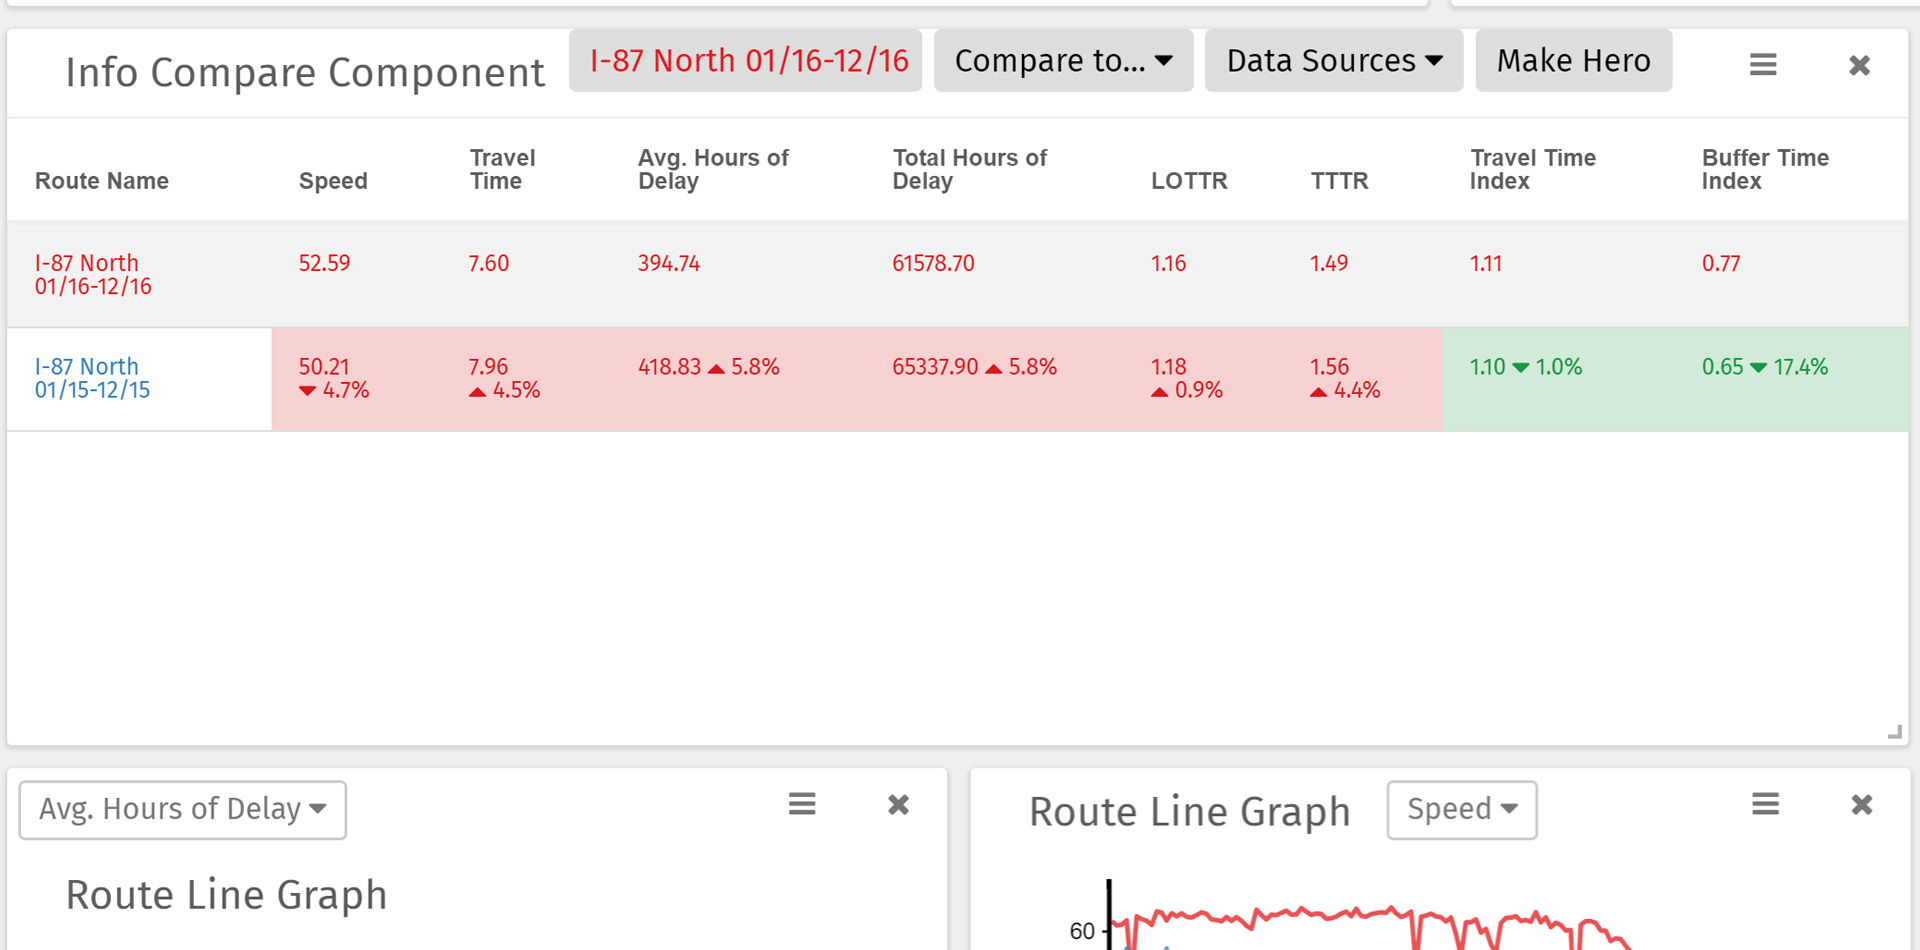 Info Compare Component I-87 North 01/16-12/16 Compare to... Data Sources Make Hero
Route Name Speed Travel Time Avg. Hours of Delay Total Hours of Delay LOTTR TTTR Travel Time Index Buffer Time Index
I-87 North 01/16-12/16 52.59 7.60 394.74 61578.70 1.16 1.49 1.11 0.77
I-87 North 01/15-12/15 50.21 ▼ 4.7% 7.96 ▲ 4.5% 418.83 ▲ 5.8% 65337.90 ▲ 5.8% 1.18 ▲ 0.9% 1.56 ▲ 4.4% 1.10 ▼ 1.0% 0.65 ▼ 17.4%
Avg. Hours of Delay
Route Line Graph
Route Line Graph Speed
60